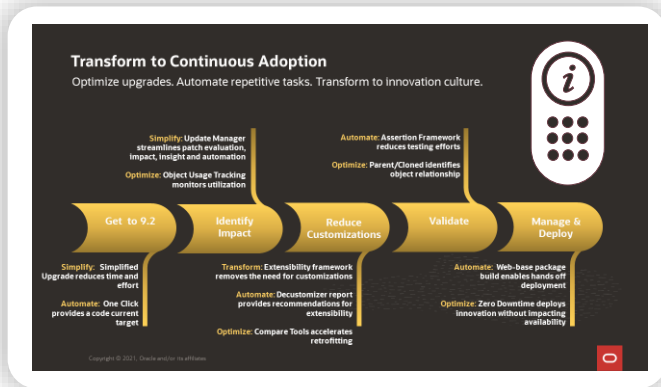 Transform to Continuous Adoption
Optimize upgrades. Automate repetitive tasks. Transform to innovation culture.
i
Simplify: Update Manager
streamlines patch evaluation,
impact, insight and automation
Optimize: Object Usage Tracking
monitors utilization
Automate: Assertion Framework
reduces testing efforts
Optimize: Parent/Cloned identifies
object relationship
Get to 9.2
Identify
Impact
Reduce
Customizations
Validate
Manage &
Deploy
Simplify: Simplified
Upgrade reduces time and
effort
Automate: One Click
provides a code current
target
Transform: Extensibility framework
removes the need for customizations
Automate: Decustomizer report
provides recommendations for
extensibility
Optimize: Compare Tools accelerates
retrofitting
Automate: Web-base package
build enables hands off
deployment
Optimize: Zero Downtime deploys
innovation without impacting
availability
Copyright © 2021, Oracle and/or its affiliates